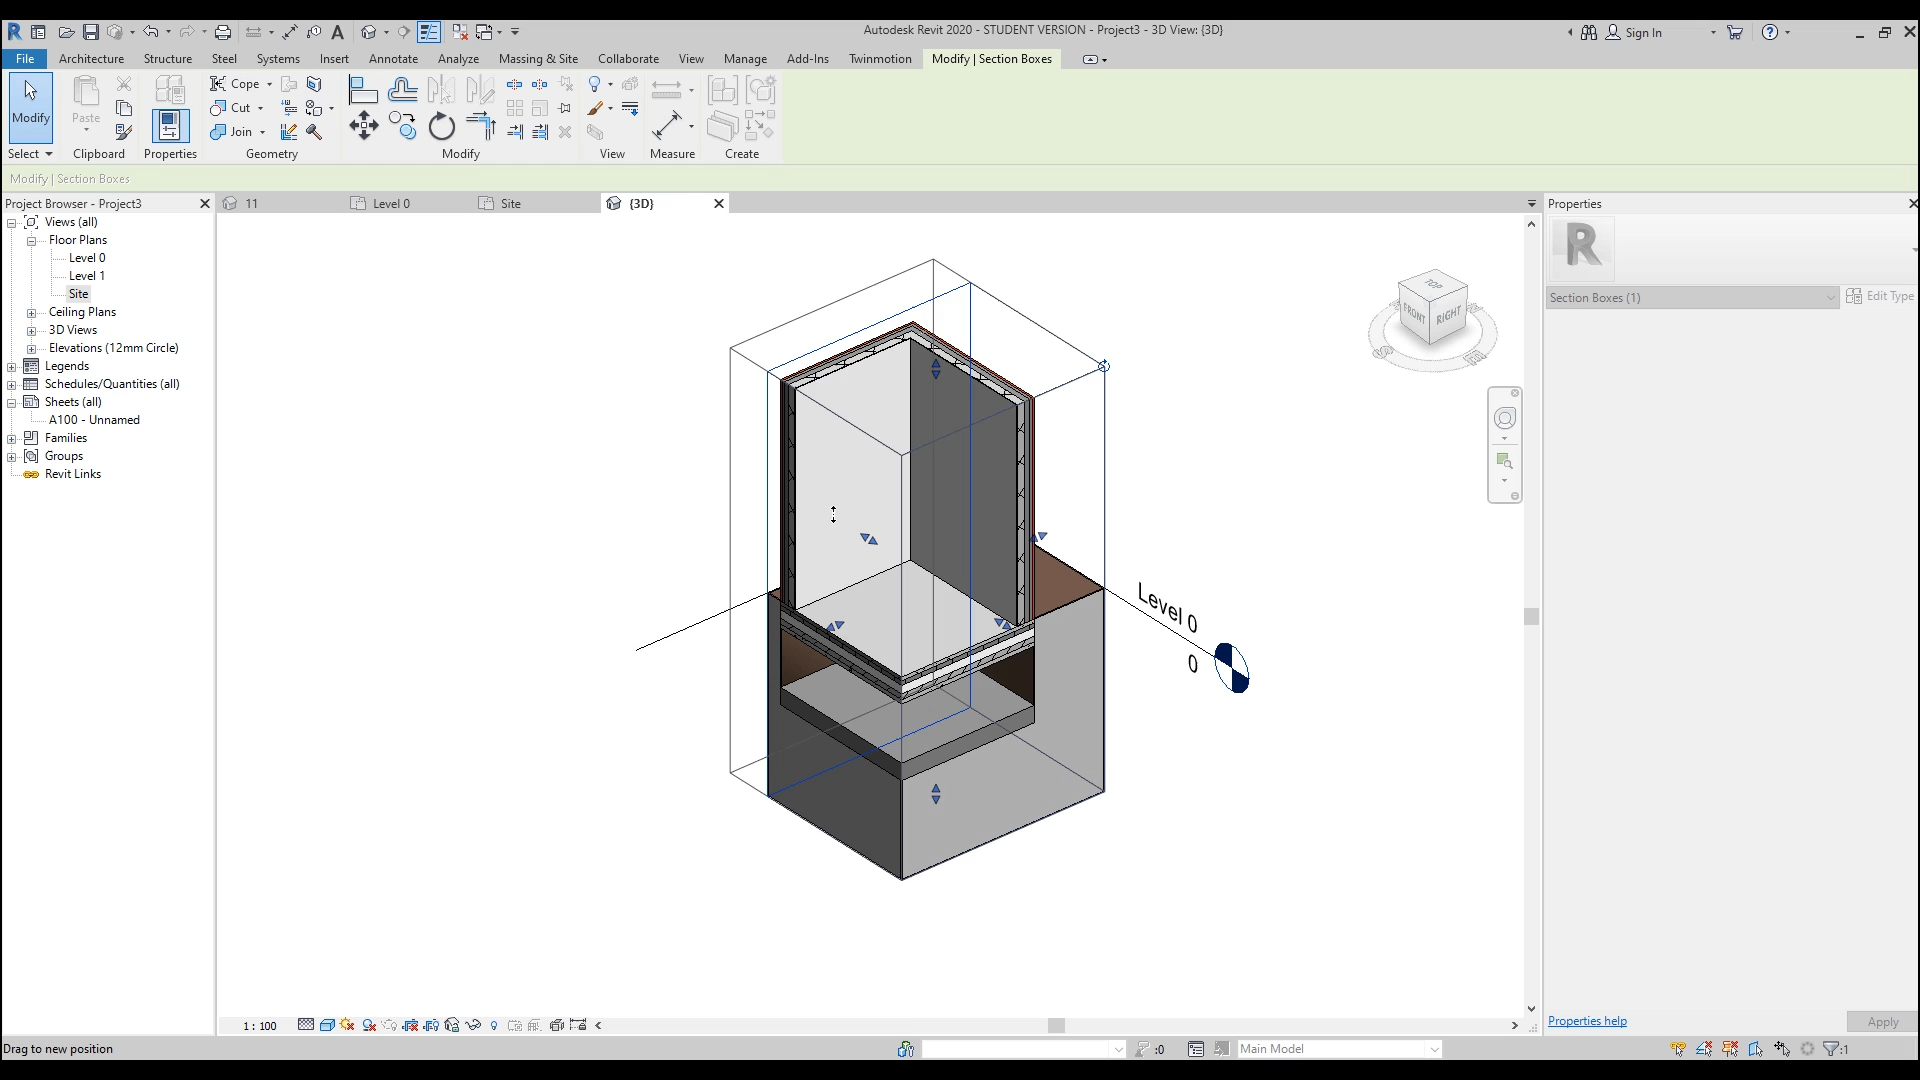 Autodesk Revit 2020 - STUDENT VERSION - Project3 - 3D View: {3D}
Sign In
File
Architecture
Structure
Steel
Systems
Insert
Annotate
Analyze
Massing & Site
Collaborate
View
Manage
Add-Ins
Twinmotion
Modify | Section Boxes
Modify
Paste
Cope
Cut
Join
Select
Clipboard
Properties
Geometry
Modify
View
Measure
Create
Modify | Section Boxes
Project Browser - Project3
11
Level 0
Site
{3D}
Properties
Views (all)
Floor Plans
Level 0
Level 1
Site
Ceiling Plans
3D Views
Elevations (12mm Circle)
Legends
Schedules/Quantities (all)
Sheets (all)
A100 - Unnamed
Families
Groups
Revit Links
TOP
FRONT
RIGHT
Level 0
0
R
Section Boxes (1)
Edit Type
1 : 100
Properties help
Apply
Drag to new position
:0
Main Model
:1